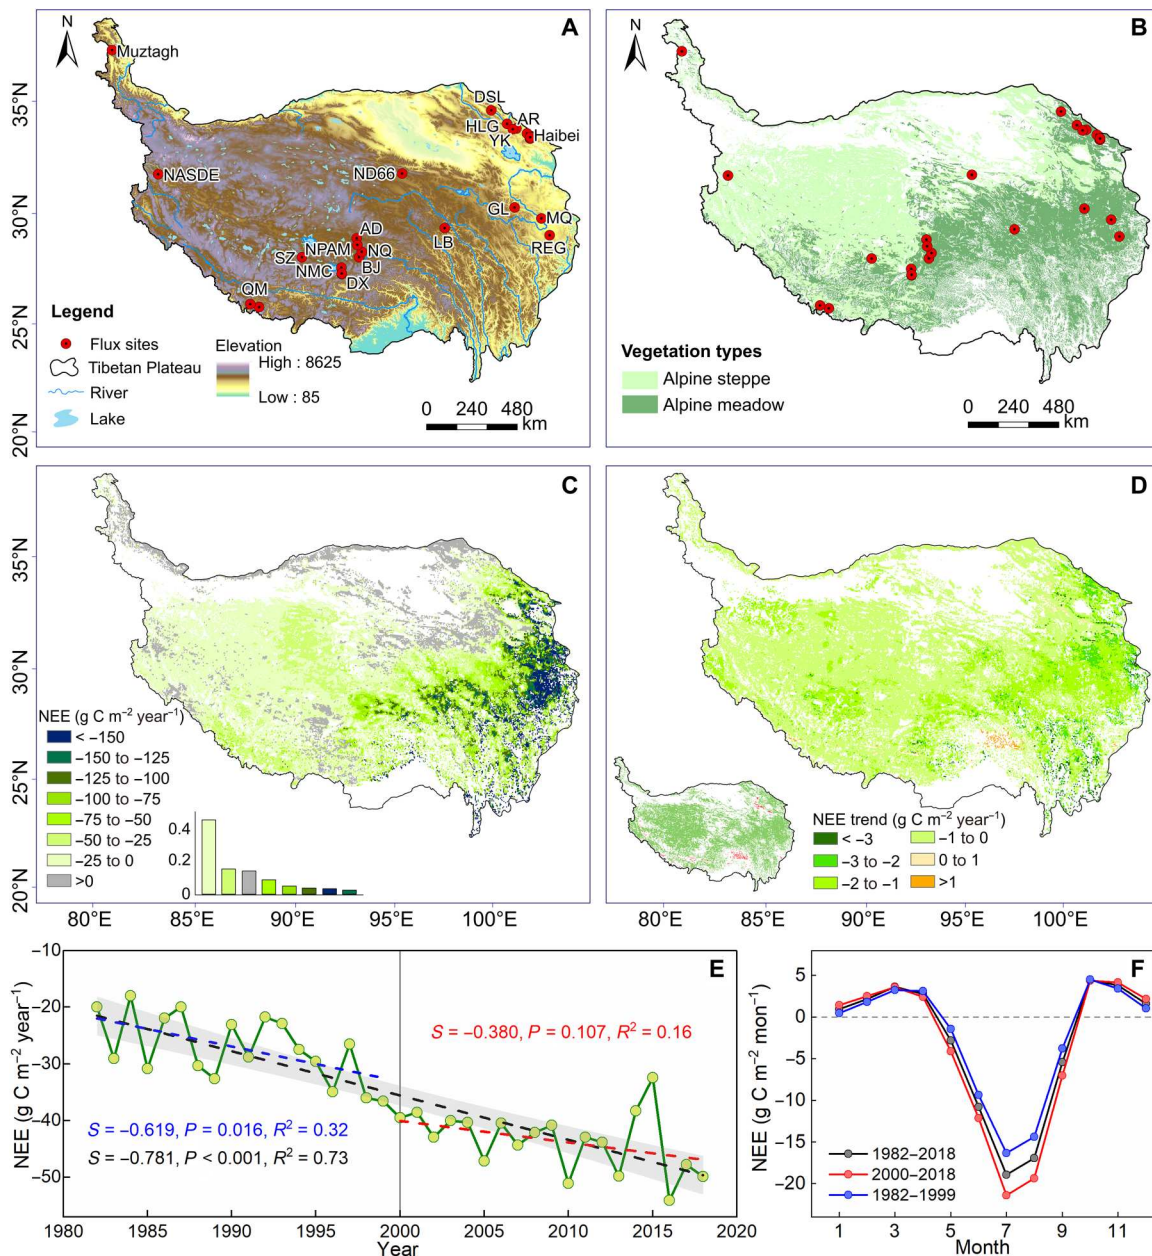 A
N
Muztagh
DSL
AR
HLG
Haibei
YK
NASDE
ND66
GL
MQ
AD
LB
REG
NPAM
NQ
SZ
BJ
NMC
DX
QM
35°N
30°N
25°N
20°N
Legend
Flux sites
Tibetan Plateau
River
Lake
Elevation
High : 8625
Low : 85
0 240 480
km
B
N
Vegetation types
Alpine steppe
Alpine meadow
0 240 480
km
C
35°N
30°N
25°N
20°N
NEE (g C m⁻² year⁻¹)
< −150
−150 to −125
−125 to −100
−100 to −75
−75 to −50
−50 to −25
−25 to 0
>0
0.4
0.2
0
80°E 85°E 90°E 95°E 100°E
D
NEE trend (g C m⁻² year⁻¹)
< −3
−3 to −2
−2 to −1
−1 to 0
0 to 1
>1
80°E 85°E 90°E 95°E 100°E
E
NEE (g C m⁻² year⁻¹)
−10
−20
−30
−40
−50
S = −0.380, P = 0.107, R² = 0.16
S = −0.619, P = 0.016, R² = 0.32
S = −0.781, P < 0.001, R² = 0.73
1980 1985 1990 1995 2000 2005 2010 2015 2020
Year
F
NEE (g C m⁻² mon⁻¹)
5
0
−5
−10
−15
−20
1982−2018
2000−2018
1982−1999
1 3 5 7 9 11
Month